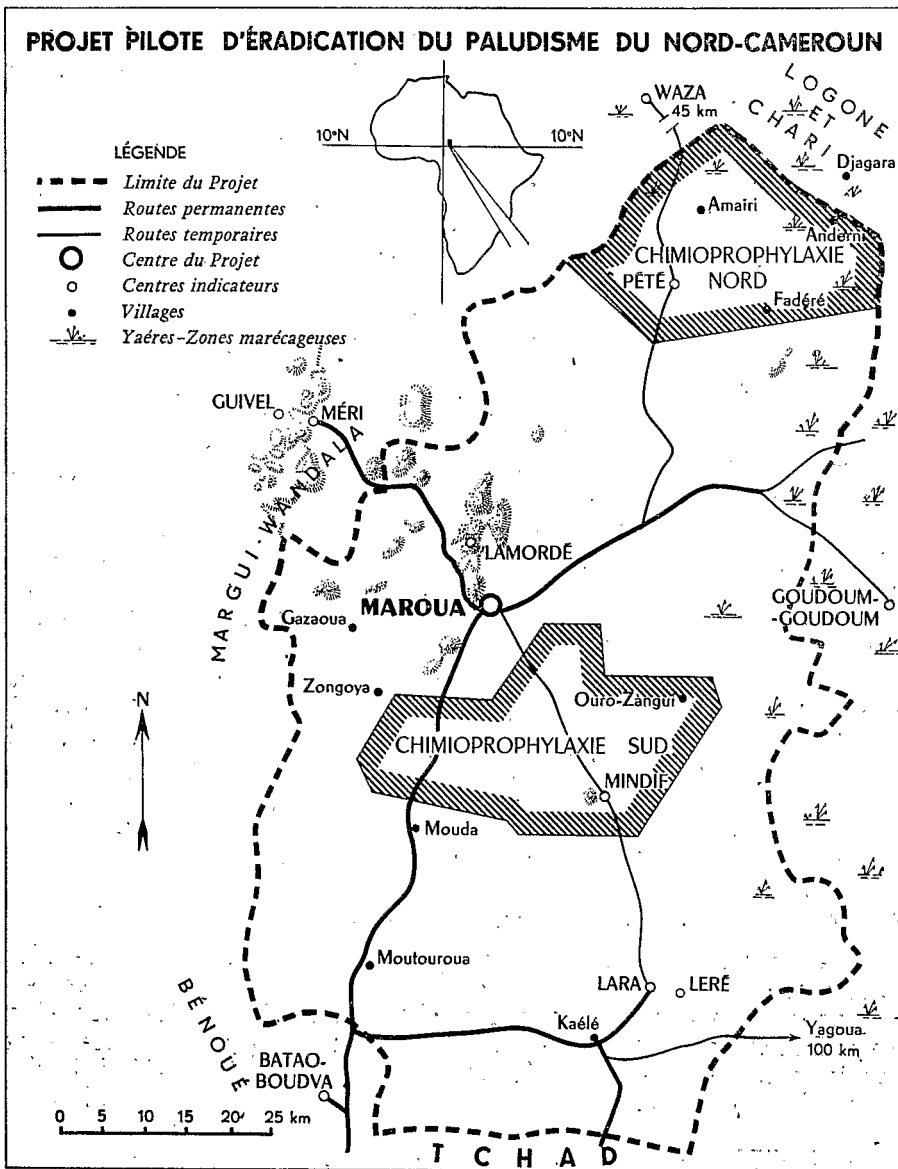 PROJET PILOTE D'ÉRADICATION DU PALUDISME DU NORD-CAMEROUN
LÉGENDE
Limite du Projet
Routes permanentes
Routes temporaires
Centre du Projet
Centres indicateurs
Villages
Yaéres-Zones marécageuses
10°N
10°N
WAZA
45 km
LOGONE
ET
CHARI
Djagara
Amairi
Anderni
CHIMIOPROPHYLAXIE
NORD
PÉTÉ
Fadéré
GUIVEL
MÉRI
MARGUI-WANDALA
LAMORDÉ
MAROUA
GOUDOUM-
-GOUDOUM
Gazaoua
Zongoya
Ouro-Zangui
CHIMIOPROPHYLAXIE SUD
MINDIF
N
Mouda
Moutouroua
LARA
LERÉ
Kaélé
Yagoua
100 km
BÉNOUÉ
BATAO-
BOUDVA
0 5 10 15 20 25 km
TCHAD